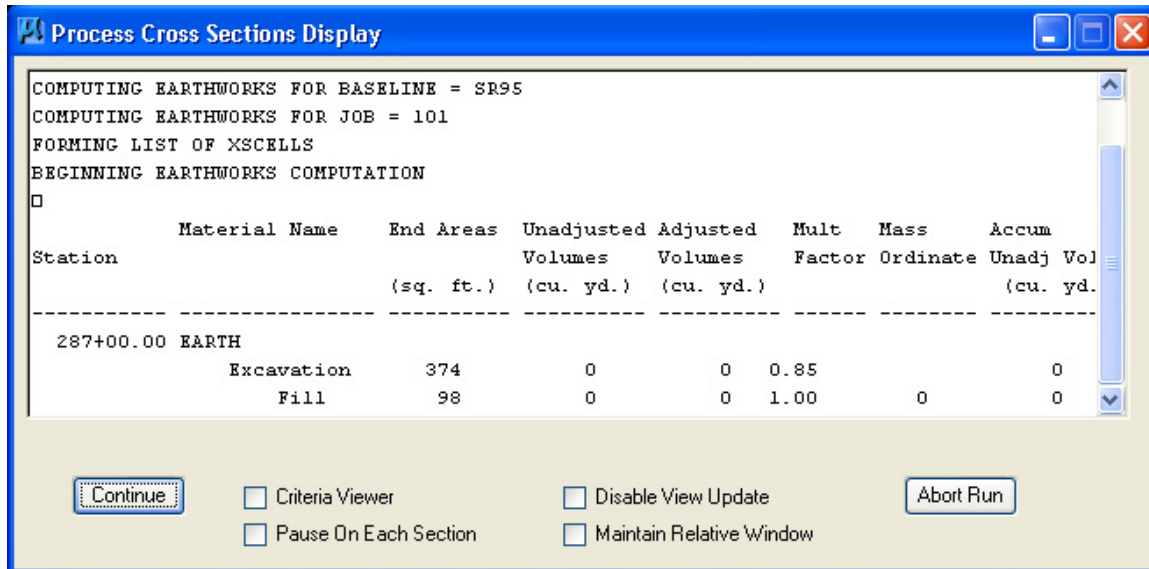 Process Cross Sections Display
COMPUTING EARTHWORKS FOR BASELINE = SR95
COMPUTING EARTHWORKS FOR JOB = 101
FORMING LIST OF XSCELLS
BEGINNING EARTHWORKS COMPUTATION
Material Name End Areas Unadjusted Adjusted Mult Mass Accum
Station Volumes Volumes Factor Ordinate Unadj Vol
(sq. ft.) (cu. yd.) (cu. yd.) (cu. yd.
----------- ---------------- ---------- ---------- ---------- ------ -------- ---------
287+00.00 EARTH
Excavation 374 0 0 0.85 0
Fill 98 0 0 1.00 0 0
Continue Criteria Viewer Disable View Update Abort Run
Pause On Each Section Maintain Relative Window